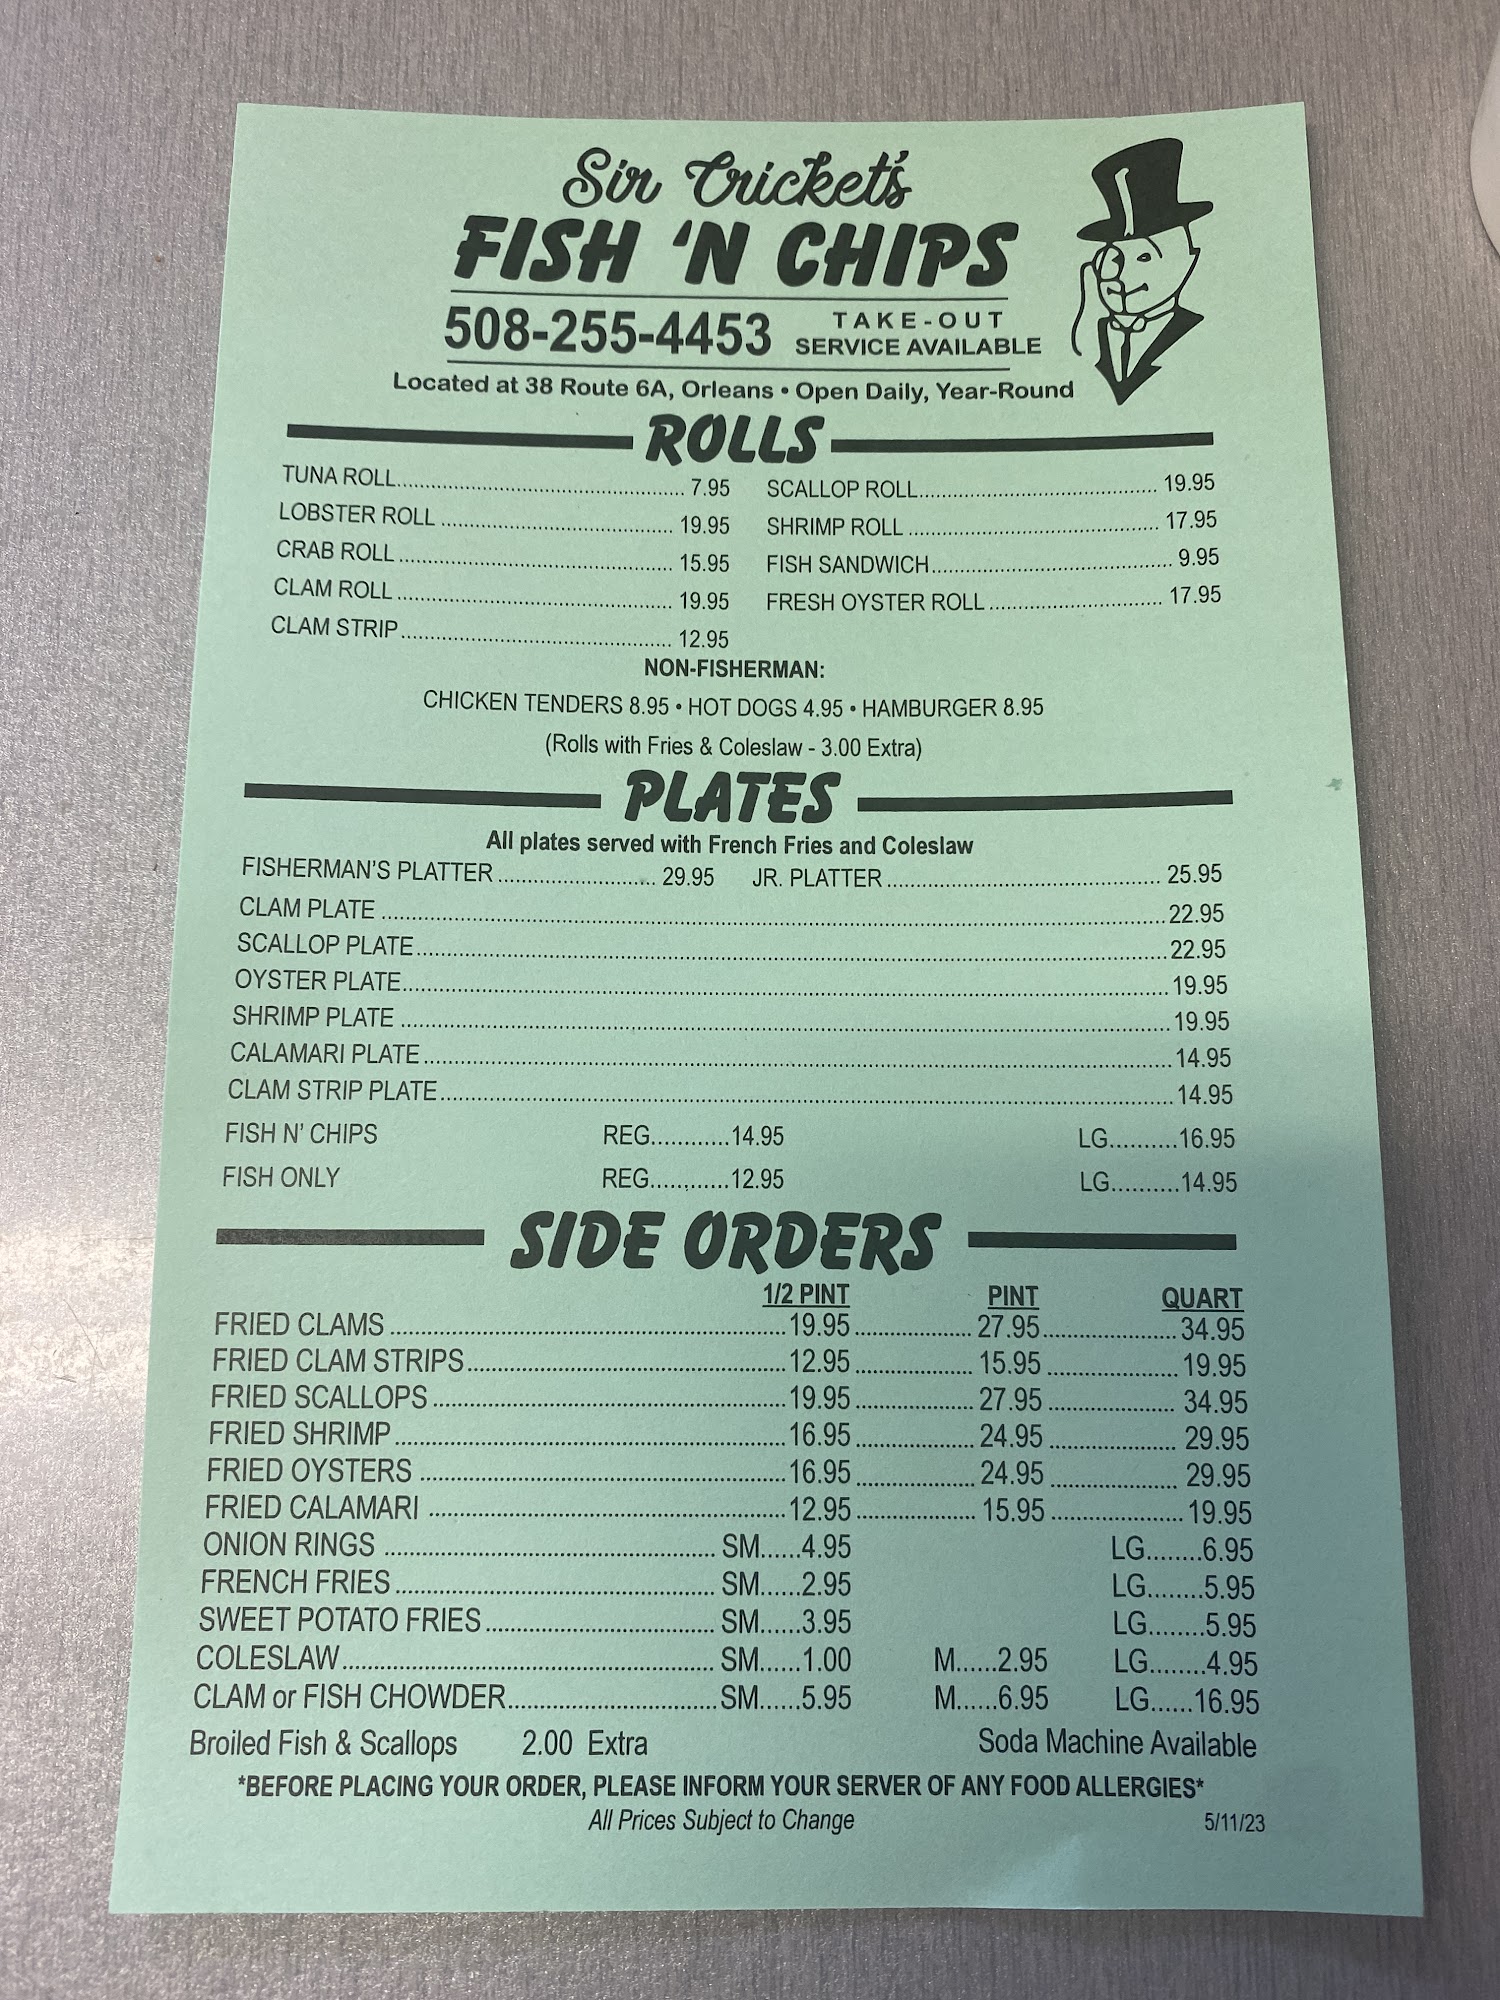 Sir Cricket's
FISH 'N CHIPS
508-255-4453 TAKE-OUT SERVICE AVAILABLE
Located at 38 Route 6A, Orleans • Open Daily, Year-Round
ROLLS
TUNA ROLL 7.95 SCALLOP ROLL 19.95
LOBSTER ROLL 19.95 SHRIMP ROLL 17.95
CRAB ROLL 15.95 FISH SANDWICH 9.95
CLAM ROLL 19.95 FRESH OYSTER ROLL 17.95
CLAM STRIP 12.95
NON-FISHERMAN:
CHICKEN TENDERS 8.95 • HOT DOGS 4.95 • HAMBURGER 8.95
(Rolls with Fries & Coleslaw - 3.00 Extra)
PLATES
All plates served with French Fries and Coleslaw
FISHERMAN'S PLATTER 29.95 JR. PLATTER 25.95
CLAM PLATE 22.95
SCALLOP PLATE 22.95
OYSTER PLATE 19.95
SHRIMP PLATE 19.95
CALAMARI PLATE 14.95
CLAM STRIP PLATE 14.95
FISH N' CHIPS REG 14.95 LG 16.95
FISH ONLY REG 12.95 LG 14.95
SIDE ORDERS
1/2 PINT PINT QUART
FRIED CLAMS 19.95 27.95 34.95
FRIED CLAM STRIPS 12.95 15.95 19.95
FRIED SCALLOPS 19.95 27.95 34.95
FRIED SHRIMP 16.95 24.95 29.95
FRIED OYSTERS 16.95 24.95 29.95
FRIED CALAMARI 12.95 15.95 19.95
ONION RINGS SM 4.95 LG 6.95
FRENCH FRIES SM 2.95 LG 5.95
SWEET POTATO FRIES SM 3.95 LG 5.95
COLESLAW SM 1.00 M 2.95 LG 4.95
CLAM or FISH CHOWDER SM 5.95 M 6.95 LG 16.95
Broiled Fish & Scallops 2.00 Extra Soda Machine Available
*BEFORE PLACING YOUR ORDER, PLEASE INFORM YOUR SERVER OF ANY FOOD ALLERGIES*
All Prices Subject to Change 5/11/23